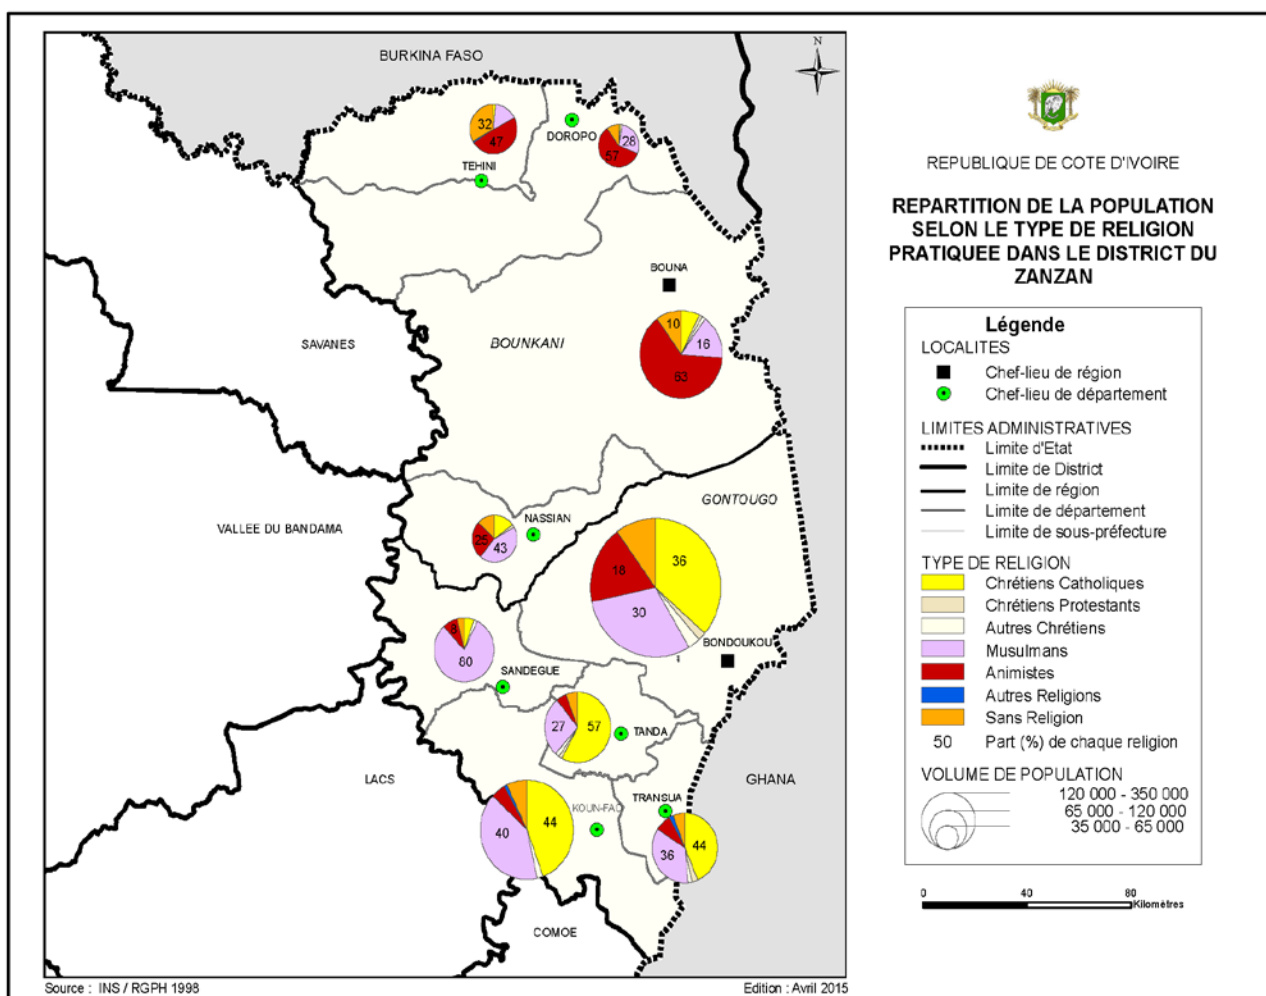 BURKINA FASO
N
32
47
DOROPO
28
57
TEHINI
BOUNA
10
16
63
SAVANES
BOUNKANI
GONTOUGO
VALLEE DU BANDAMA
NASSIAN
25
43
36
18
30
BONDOUKOU
8
80
SANDEGUE
57
27
TANDA
LACS
GHANA
TRANSUA
KOUN-FAO
44
40
44
36
COMOE
Source : INS / RGPH 1998
Edition : Avril 2015
REPUBLIQUE DE COTE D'IVOIRE
REPARTITION DE LA POPULATION
SELON LE TYPE DE RELIGION
PRATIQUEE DANS LE DISTRICT DU
ZANZAN
Légende
LOCALITES
Chef-lieu de région
Chef-lieu de département
LIMITES ADMINISTRATIVES
Limite d'Etat
Limite de District
Limite de région
Limite de département
Limite de sous-préfecture
TYPE DE RELIGION
Chrétiens Catholiques
Chrétiens Protestants
Autres Chrétiens
Musulmans
Animistes
Autres Religions
Sans Religion
50 Part (%) de chaque religion
VOLUME DE POPULATION
120 000 - 350 000
65 000 - 120 000
35 000 - 65 000
0 40 80
Kilomètres